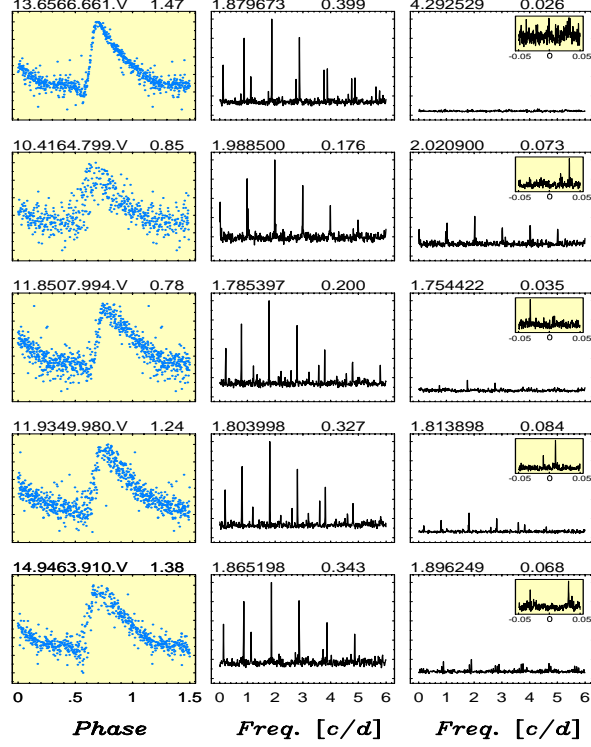 13.6566.661.V 1.47 1.879673 0.399 4.292529 0.026
-0.05 0 0.05
10.4164.799.V 0.85 1.988500 0.176 2.020900 0.073
-0.05 0 0.05
11.8507.994.V 0.78 1.785397 0.200 1.754422 0.035
-0.05 0 0.05
11.9349.980.V 1.24 1.803998 0.327 1.813898 0.084
-0.05 0 0.05
14.9463.910.V 1.38 1.865198 0.343 1.896249 0.068
-0.05 0 0.05
0 .5 1 1.5 0 1 2 3 4 5 6 0 1 2 3 4 5 6
Phase Freq. [c/d] Freq. [c/d]